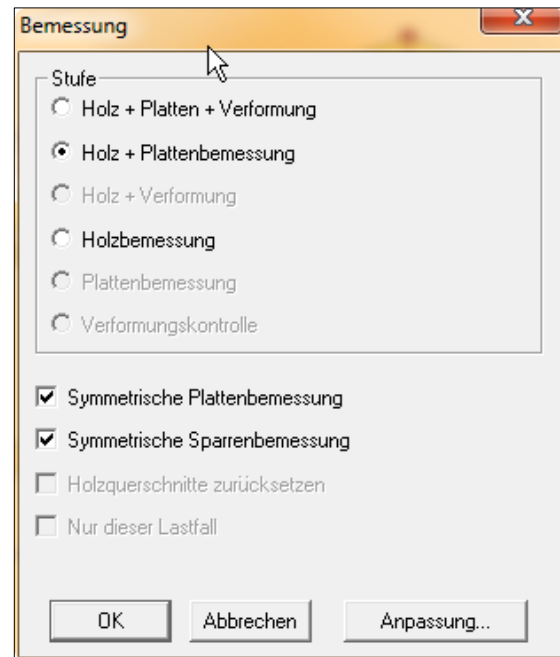 Bemessung
Stufe
Holz + Platten + Verformung
Holz + Plattenbemessung
Holz + Verformung
Holzbemessung
Plattenbemessung
Verformungskontrolle
Symmetrische Plattenbemessung
Symmetrische Sparrenbemessung
Holzquerschnitte zurücksetzen
Nur dieser Lastfall
OK Abbrechen Anpassung...